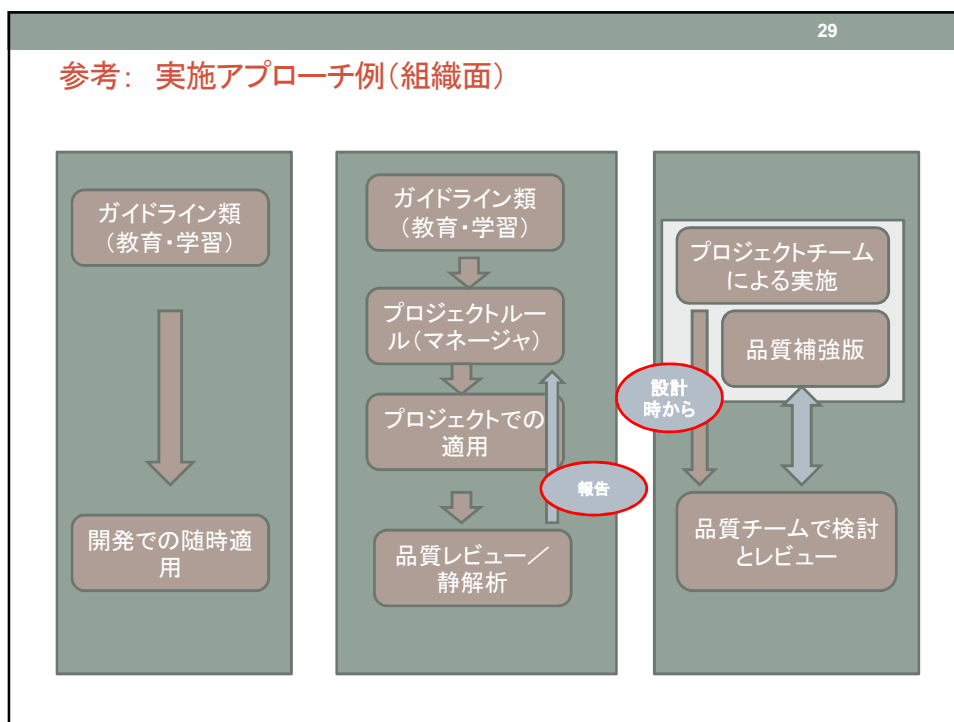 29
参考： 実施アプローチ例（組織面）
ガイドライン類
（教育・学習）
開発での随時適
用
ガイドライン類
（教育・学習）
プロジェクトルー
ル（マネージャ）
プロジェクトでの
適用
品質レビュー／
静解析
報告
プロジェクトチーム
による実施
品質補強版
設計
時から
品質チームで検討
とレビュー